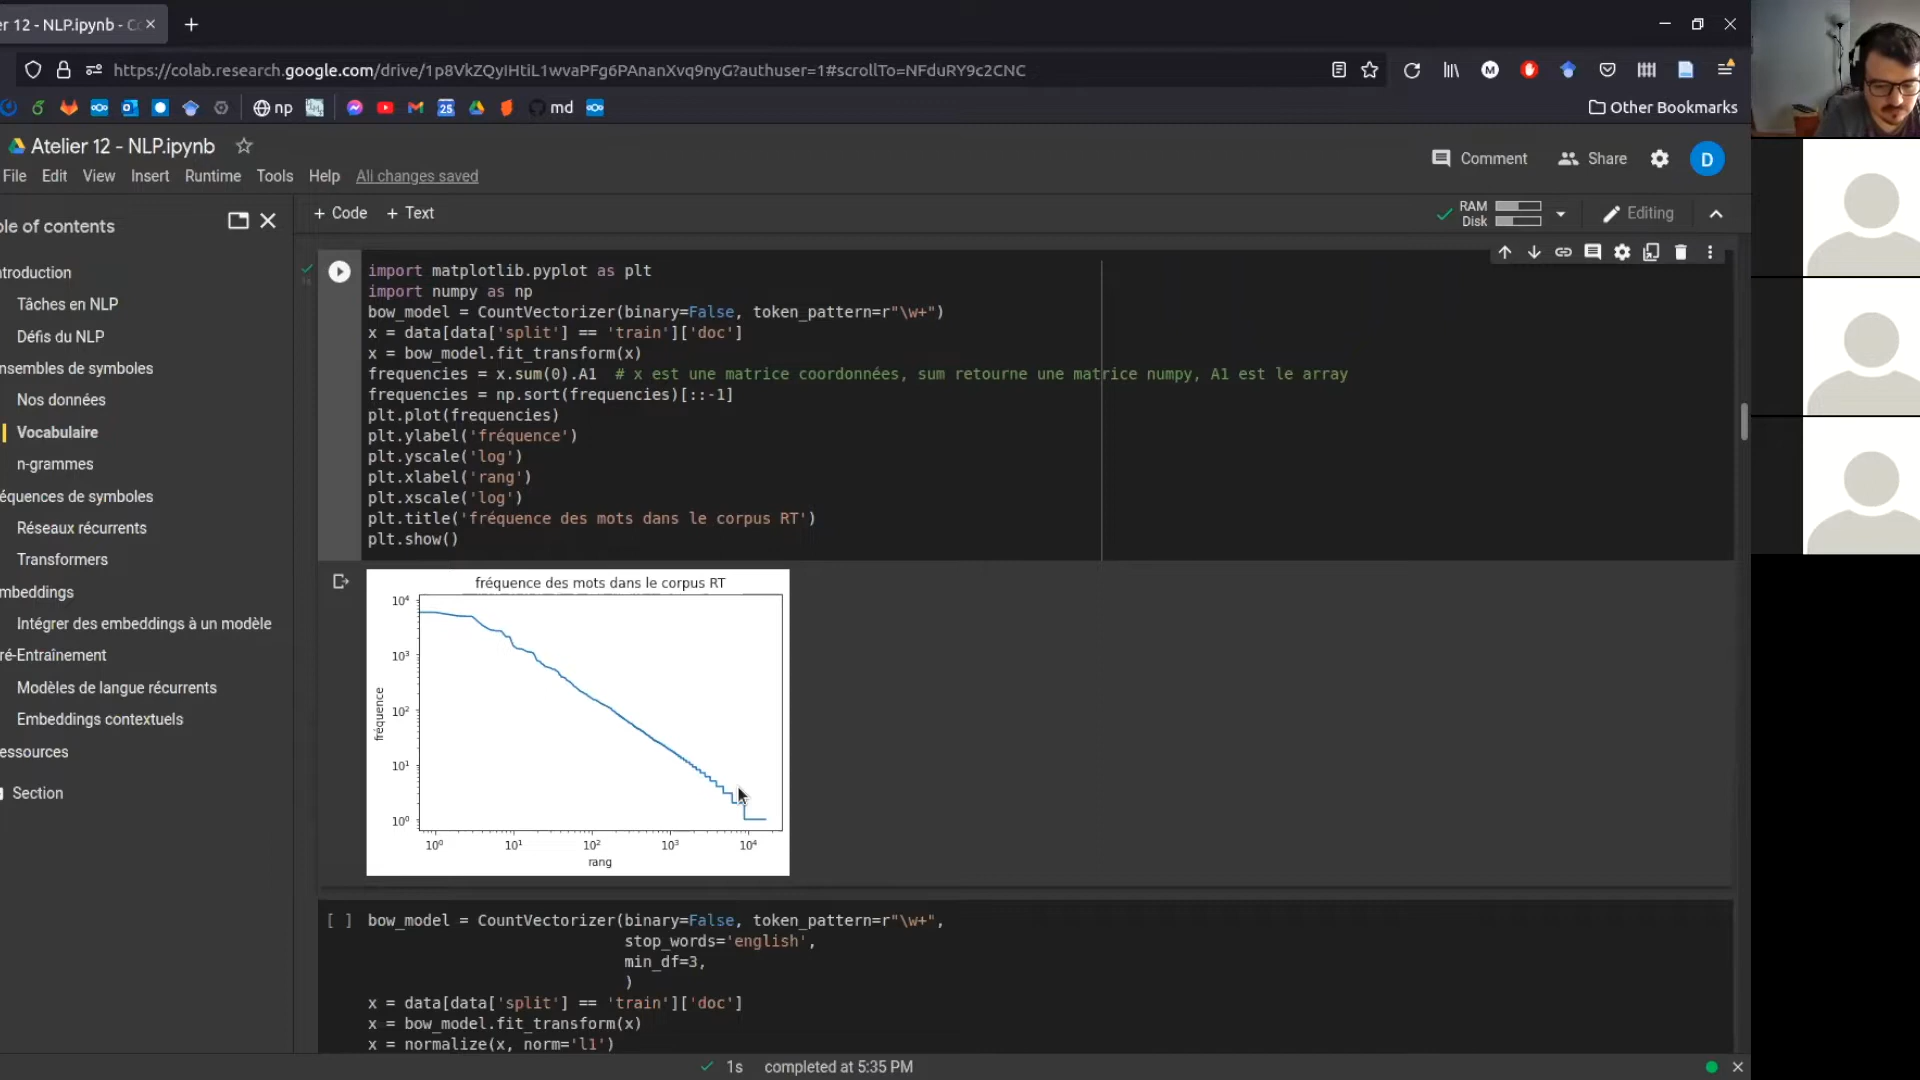 er 12 - NLP.ipynb - C
https://colab.research.google.com/drive/1p8VkZQyIHtiL1wvaPFg6PAnanXvq9nyG?authuser=1#scrollTo=NFduRY9c2CNC
np
25
md
Other Bookmarks
Atelier 12 - NLP.ipynb
Comment
Share
D
File Edit View Insert Runtime Tools Help All changes saved
ble of contents
+ Code + Text
RAM
Disk
Editing
ntroduction
Tâches en NLP
Défis du NLP
nsembles de symboles
Nos données
Vocabulaire
n-grammes
équences de symboles
Réseaux récurrents
Transformers
mbeddings
Intégrer des embeddings à un modèle
ré-Entraînement
Modèles de langue récurrents
Embeddings contextuels
essources
Section
import matplotlib.pyplot as plt
import numpy as np
bow_model = CountVectorizer(binary=False, token_pattern=r"\w+")
x = data[data['split'] == 'train']['doc']
x = bow_model.fit_transform(x)
frequencies = x.sum(0).A1 # x est une matrice coordonnées, sum retourne une matrice numpy, A1 est le array
frequencies = np.sort(frequencies)[::-1]
plt.plot(frequencies)
plt.ylabel('fréquence')
plt.yscale('log')
plt.xlabel('rang')
plt.xscale('log')
plt.title('fréquence des mots dans le corpus RT')
plt.show()
fréquence des mots dans le corpus RT
10⁴
10³
10²
10¹
10⁰
fréquence
10⁰ 10¹ 10² 10³ 10⁴
rang
[ ] bow_model = CountVectorizer(binary=False, token_pattern=r"\w+",
stop_words='english',
min_df=3,
)
x = data[data['split'] == 'train']['doc']
x = bow_model.fit_transform(x)
x = normalize(x, norm='l1')
1s completed at 5:35 PM